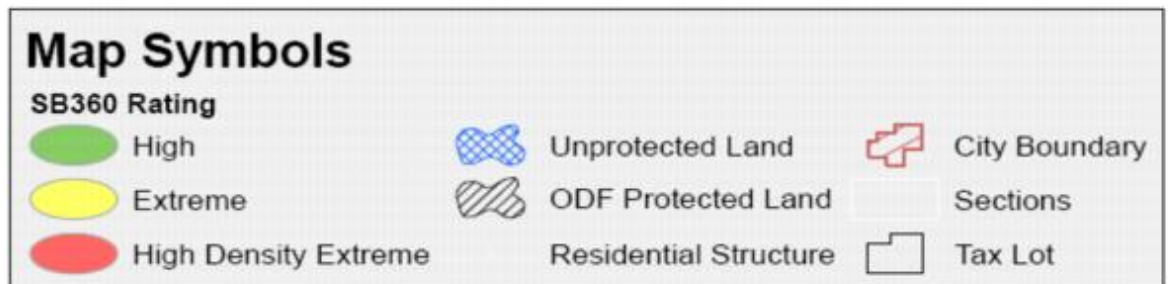 Map Symbols
SB360 Rating
High
Unprotected Land
City Boundary
Extreme
ODF Protected Land
Sections
High Density Extreme
Residential Structure
Tax Lot